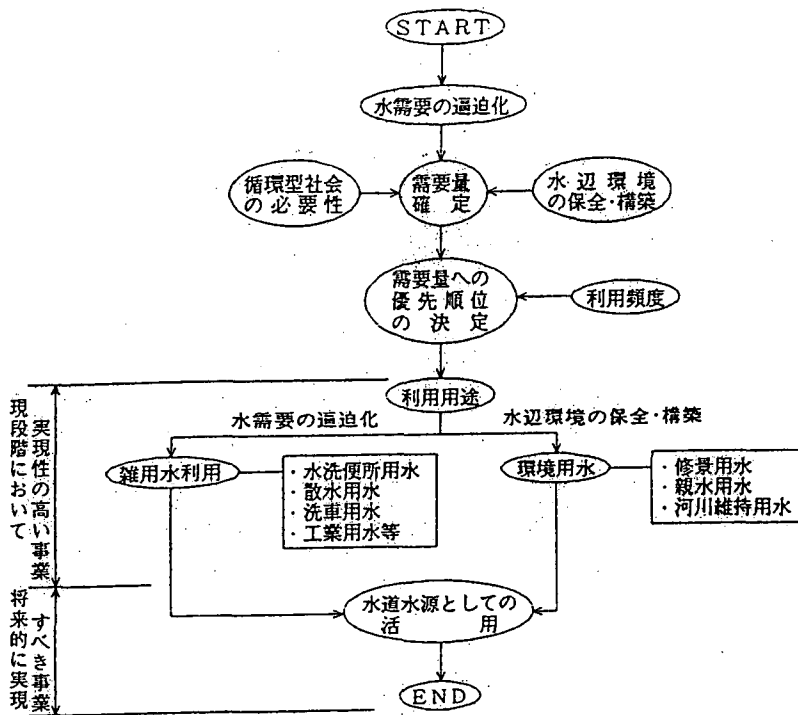 START
水需要の逼迫化
循環型社会
の必要性
需要量
確定
水辺環境
の保全・構築
需要量への
優先順位
の決定
利用頻度
利用用途
水需要の逼迫化
水辺環境の保全・構築
雑用水利用
・水洗便所用水
・散水用水
・洗車用水
・工業用水等
環境用水
・修景用水
・親水用水
・河川維持用水
現段階において
実現性の高い事業
水道水源としての
活用
将来的に実現
すべき事業
END